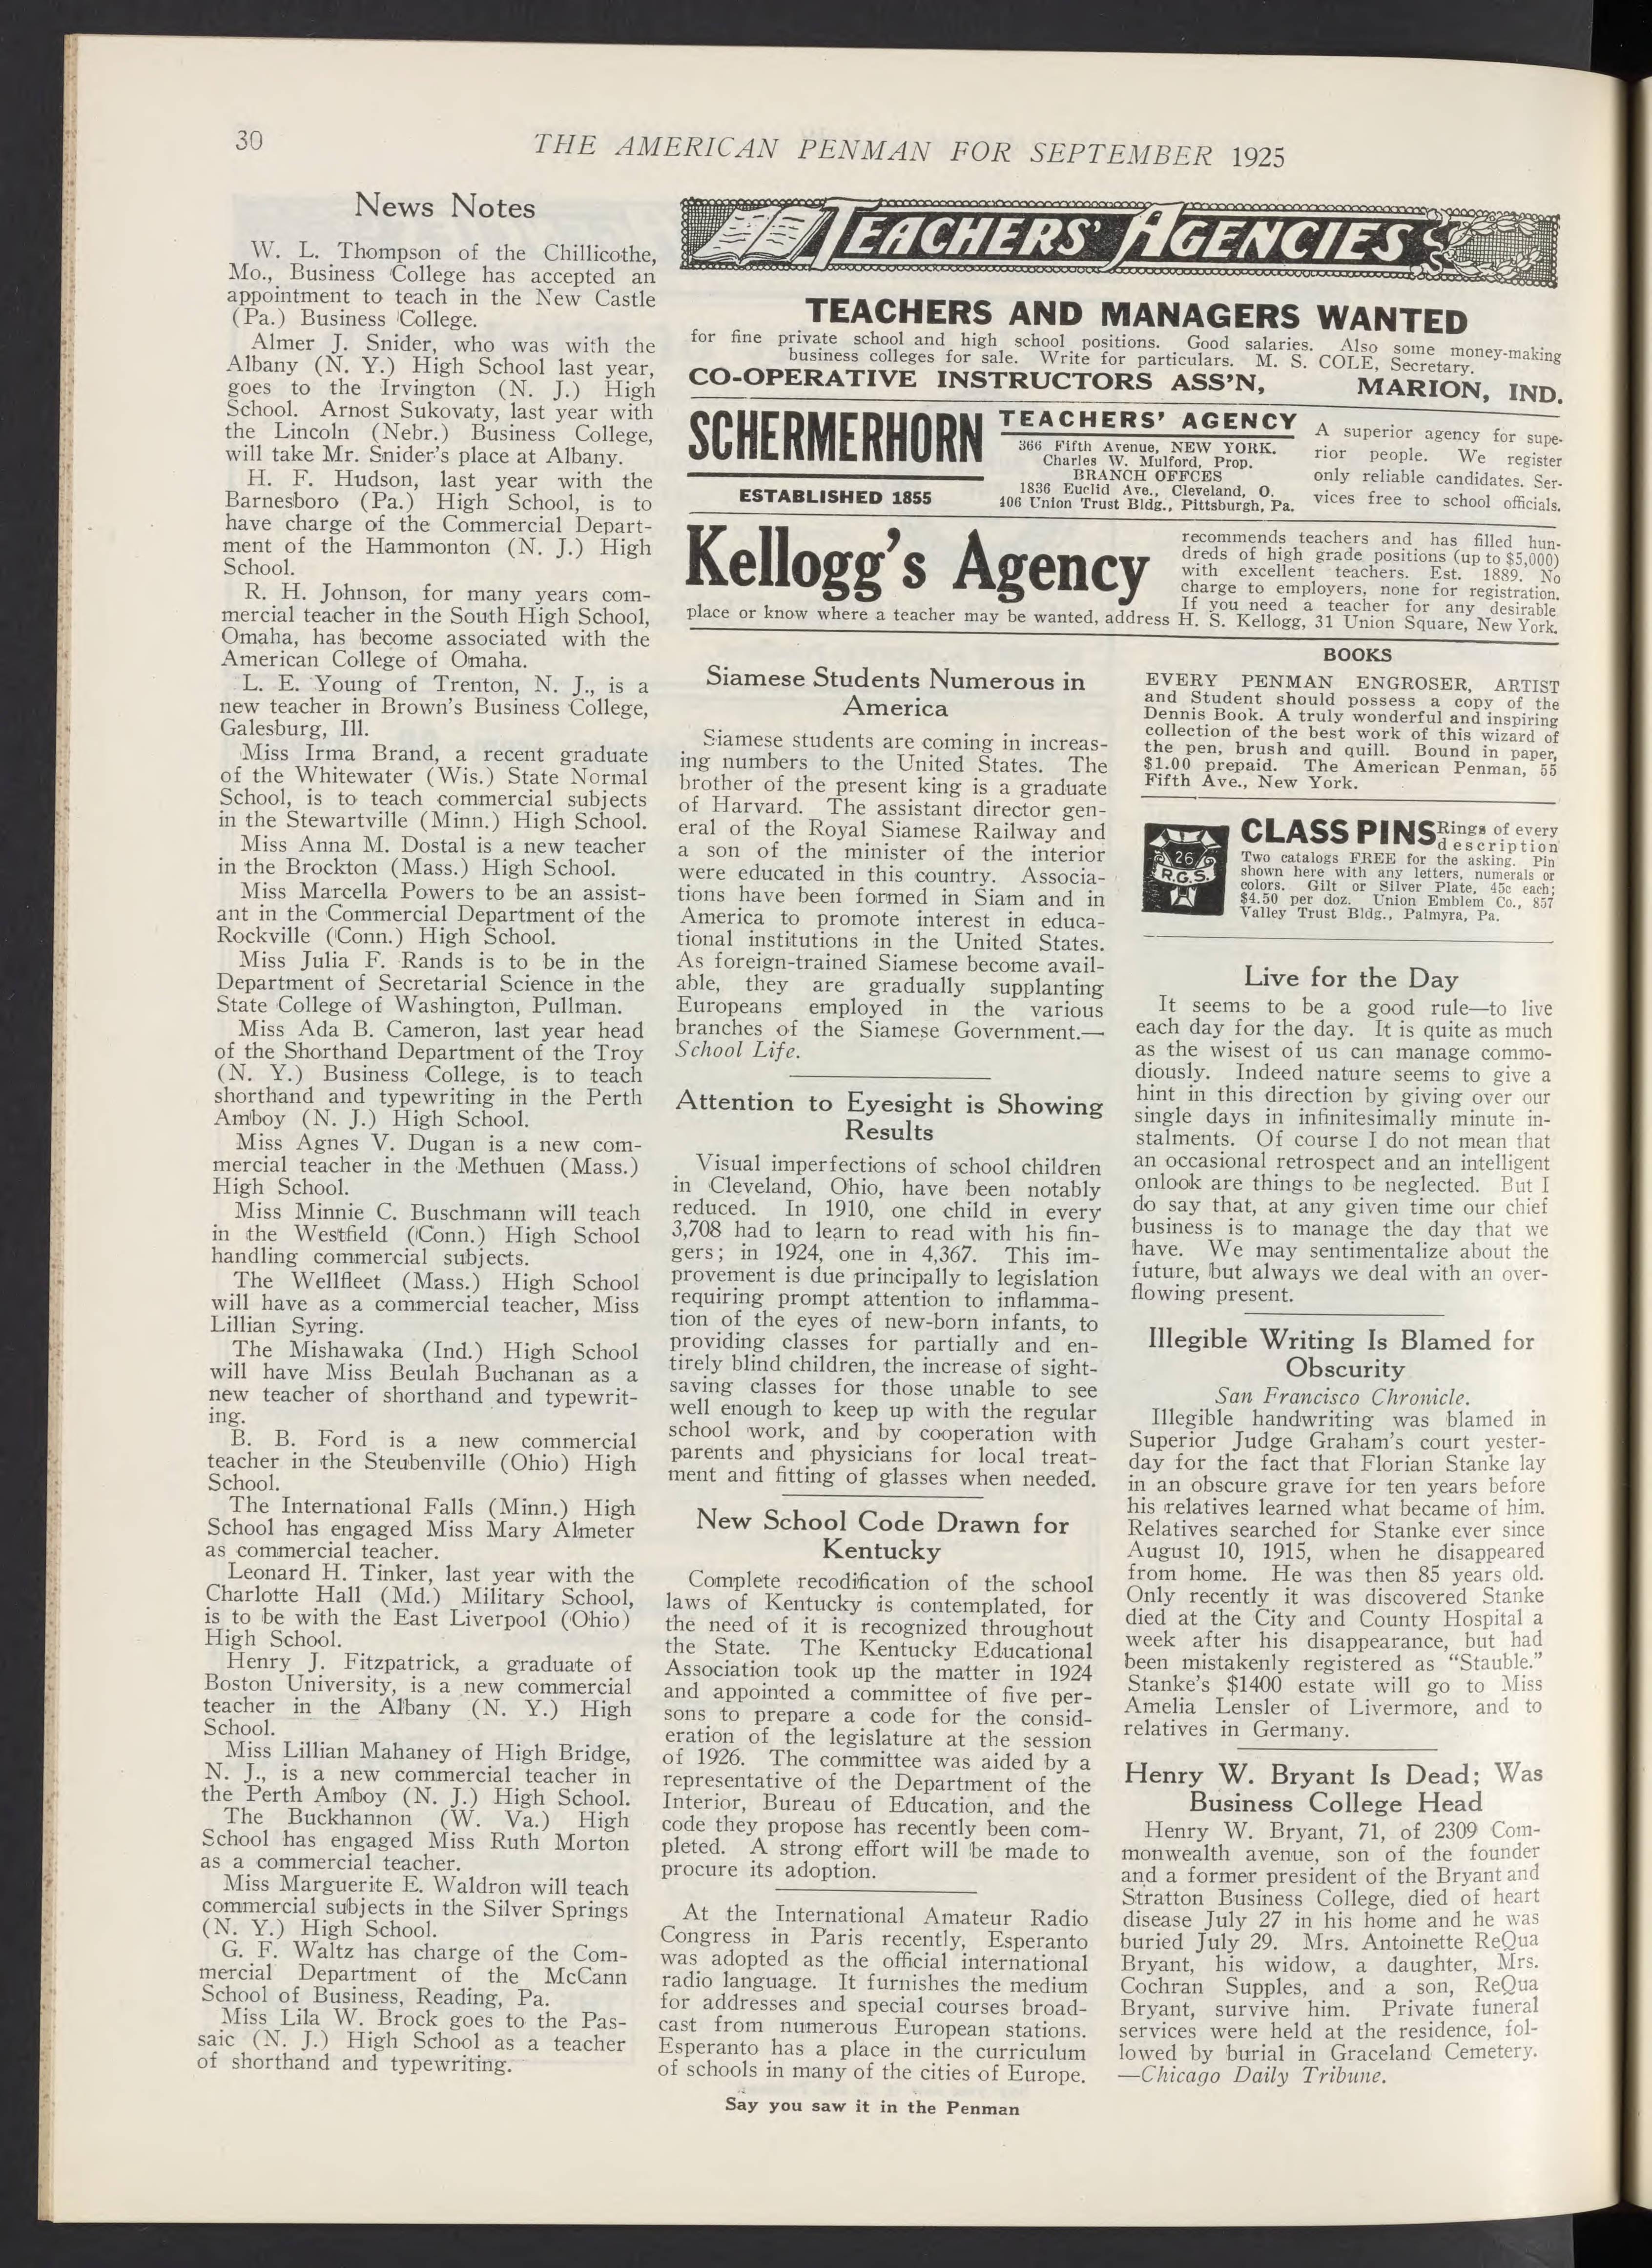 30
THE AMERICAN PENMAN FOR SEPTEMBER 1925
News Notes
W. L. Thompson of the Chillicothe,
Mo., Business College has accepted an
appointment to teach in the New Castle
(Pa.) Business College.
Almer J. Snider, who was with the
Albany (N. Y.) High School last year,
goes to the Irvington (N. J.) High
School. Arnost Sukovaty, last year with
the Lincoln (Nebr.) Business College,
will take Mr. Snider's place at Albany.
H. F. Hudson, last year with the
Barnesboro (Pa.) High School, is to
have charge of the Commercial Depart-
ment of the Hammonton (N. J.) High
School.
R. H. Johnson, for many years com-
mercial teacher in the South High School,
Omaha, has become associated with the
American College of Omaha.
L. E. Young of Trenton, N. J., is a
new teacher in Brown's Business College,
Galesburg, Ill.
Miss Irma Brand, a recent graduate
of the Whitewater (Wis.) State Normal
School, is to teach commercial subjects
in the Stewartville (Minn.) High School.
Miss Anna M. Dostal is a new teacher
in the Brockton (Mass.) High School.
Miss Marcella Powers to be an assist-
ant in the Commercial Department of the
Rockville (Conn.) High School.
Miss Julia F. Rands is to be in the
Department of Secretarial Science in the
State College of Washington, Pullman.
Miss Ada B. Cameron, last year head
of the Shorthand Department of the Troy
(N. Y.) Business College, is to teach
shorthand and typewriting in the Perth
Amboy (N. J.) High School.
Miss Agnes V. Dugan is a new com-
mercial teacher in the Methuen (Mass.)
High School.
Miss Minnie C. Buschmann will teach
in the Westfield (Conn.) High School
handling commercial subjects.
The Wellfleet (Mass.) High School
will have as a commercial teacher, Miss
Lillian Syring.
The Mishawaka (Ind.) High School
will have Miss Beulah Buchanan as a
new teacher of shorthand and typewrit-
ing.
B. B. Ford is a new commercial
teacher in the Steubenville (Ohio) High
School.
The International Falls (Minn.) High
School has engaged Miss Mary Almeter
as commercial teacher.
Leonard H. Tinker, last year with the
Charlotte Hall (Md.) Military School,
is to be with the East Liverpool (Ohio)
High School.
Henry J. Fitzpatrick, a graduate of
Boston University, is a new commercial
teacher in the Albany (N. Y.) High
School.
Miss Lillian Mahaney of High Bridge,
N. J., is a new commercial teacher in
the Perth Amboy (N. J.) High School.
The Buckhannon (W. Va.) High
School has engaged Miss Ruth Morton
as a commercial teacher.
Miss Marguerite E. Waldron will teach
commercial subjects in the Silver Springs
(N. Y.) High School.
G. F. Waltz has charge of the Com-
mercial Department of the McCann
School of Business, Reading, Pa.
Miss Lila W. Brock goes to the Pas-
saic (N. J.) High School as a teacher
of shorthand and typewriting.
TEACHERS' AGENCIES
TEACHERS AND MANAGERS WANTED
for fine private school and high school positions. Good salaries. Also some money-making
business colleges for sale. Write for particulars. M. S. COLE, Secretary.
CO-OPERATIVE INSTRUCTORS ASS'N, MARION, IND.
SCHERMERHORN
ESTABLISHED 1855
TEACHERS' AGENCY
366 Fifth Avenue, NEW YORK.
Charles W. Mulford, Prop.
BRANCH OFFCES
1836 Euclid Ave., Cleveland, O.
406 Union Trust Bldg., Pittsburgh, Pa.
A superior agency for supe-
rior people. We register
only reliable candidates. Ser-
vices free to school officials.
Kellogg's Agency
recommends teachers and has filled hun-
dreds of high grade positions (up to $5,000)
with excellent teachers. Est. 1889. No
charge to employers, none for registration.
If you need a teacher for any desirable
place or know where a teacher may be wanted, address H. S. Kellogg, 31 Union Square, New York.
Siamese Students Numerous in
America
Siamese students are coming in increas-
ing numbers to the United States. The
brother of the present king is a graduate
of Harvard. The assistant director gen-
eral of the Royal Siamese Railway and
a son of the minister of the interior
were educated in this country. Associa-
tions have been formed in Siam and in
America to promote interest in educa-
tional institutions in the United States.
As foreign-trained Siamese become avail-
able, they are gradually supplanting
Europeans employed in the various
branches of the Siamese Government.—
School Life.
Attention to Eyesight is Showing
Results
Visual imperfections of school children
in Cleveland, Ohio, have been notably
reduced. In 1910, one child in every
3,708 had to learn to read with his fin-
gers; in 1924, one in 4,367. This im-
provement is due principally to legislation
requiring prompt attention to inflamma-
tion of the eyes of new-born infants, to
providing classes for partially and en-
tirely blind children, the increase of sight-
saving classes for those unable to see
well enough to keep up with the regular
school work, and by cooperation with
parents and physicians for local treat-
ment and fitting of glasses when needed.
New School Code Drawn for
Kentucky
Complete recodification of the school
laws of Kentucky is contemplated, for
the need of it is recognized throughout
the State. The Kentucky Educational
Association took up the matter in 1924
and appointed a committee of five per-
sons to prepare a code for the consid-
eration of the legislature at the session
of 1926. The committee was aided by a
representative of the Department of the
Interior, Bureau of Education, and the
code they propose has recently been com-
pleted. A strong effort will be made to
procure its adoption.
At the International Amateur Radio
Congress in Paris recently, Esperanto
was adopted as the official international
radio language. It furnishes the medium
for addresses and special courses broad-
cast from numerous European stations.
Esperanto has a place in the curriculum
of schools in many of the cities of Europe.
BOOKS
EVERY PENMAN ENGROSER, ARTIST
and Student should possess a copy of the
Dennis Book. A truly wonderful and inspiring
collection of the best work of this wizard of
the pen, brush and quill. Bound in paper,
$1.00 prepaid. The American Penman, 55
Fifth Ave., New York.
26
R.G.S.
CLASS PINS Rings of every
description
Two catalogs FREE for the asking. Pin
shown here with any letters, numerals or
colors. Gilt or Silver Plate, 45c each;
$4.50 per doz. Union Emblem Co., 857
Valley Trust Bldg., Palmyra, Pa.
Live for the Day
It seems to be a good rule—to live
each day for the day. It is quite as much
as the wisest of us can manage commo-
diously. Indeed nature seems to give a
hint in this direction by giving over our
single days in infinitesimally minute in-
stalments. Of course I do not mean that
an occasional retrospect and an intelligent
onlook are things to be neglected. But I
do say that, at any given time our chief
business is to manage the day that we
have. We may sentimentalize about the
future, but always we deal with an over-
flowing present.
Illegible Writing Is Blamed for
Obscurity
San Francisco Chronicle.
Illegible handwriting was blamed in
Superior Judge Graham's court yester-
day for the fact that Florian Stanke lay
in an obscure grave for ten years before
his relatives learned what became of him.
Relatives searched for Stanke ever since
August 10, 1915, when he disappeared
from home. He was then 85 years old.
Only recently it was discovered Stanke
died at the City and County Hospital a
week after his disappearance, but had
been mistakenly registered as "Stauble."
Stanke's $1400 estate will go to Miss
Amelia Lensler of Livermore, and to
relatives in Germany.
Henry W. Bryant Is Dead; Was
Business College Head
Henry W. Bryant, 71, of 2309 Com-
monwealth avenue, son of the founder
and a former president of the Bryant and
Stratton Business College, died of heart
disease July 27 in his home and he was
buried July 29. Mrs. Antoinette ReQua
Bryant, his widow, a daughter, Mrs.
Cochran Supples, and a son, ReQua
Bryant, survive him. Private funeral
services were held at the residence, fol-
lowed by burial in Graceland Cemetery.
—Chicago Daily Tribune.
Say you saw it in the Penman